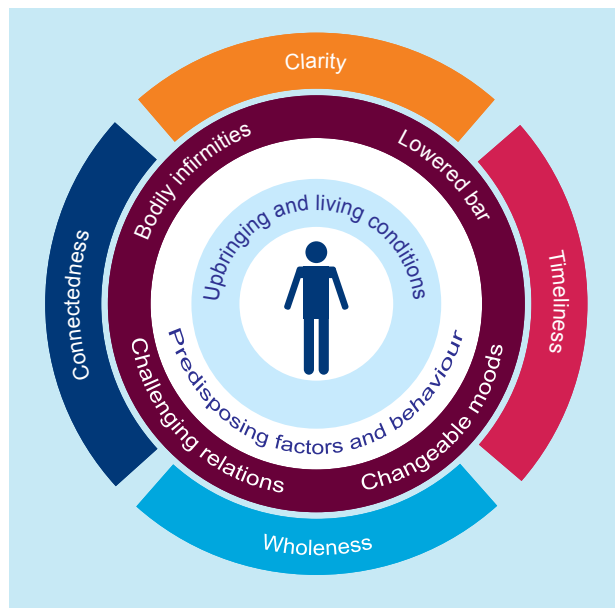 Clarity
Bodily infirmities
Lowered bar
Upbringing and living conditions
Connectedness
Timeliness
Predisposing factors and behaviour
Challenging relations
Changeable moods
Wholeness